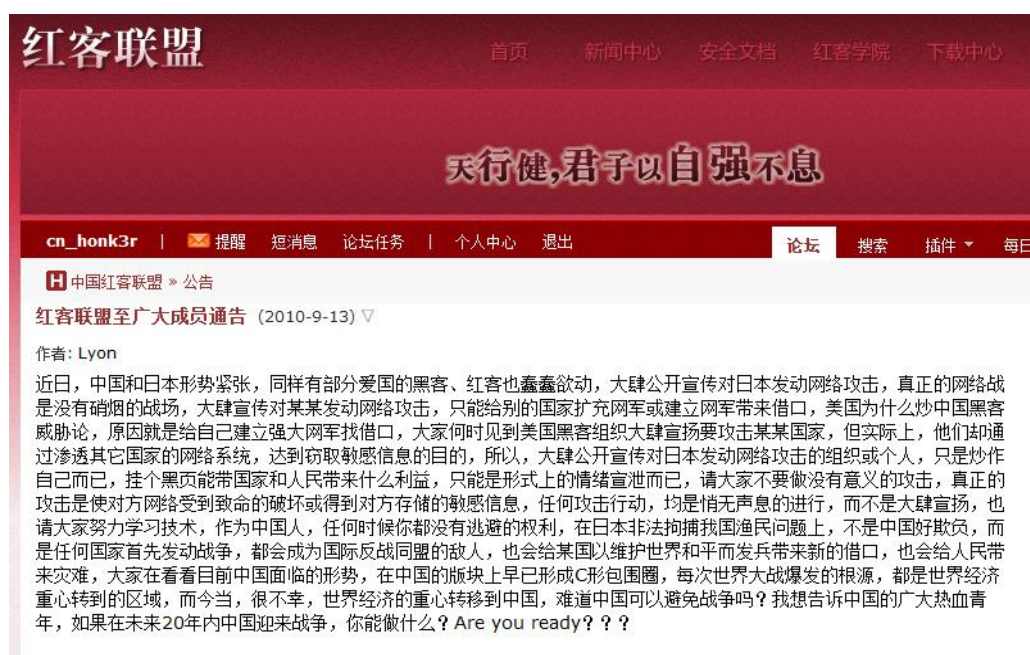 红客联盟
首页 新闻中心 安全文档 红客学院 下载中心
天行健,君子以自强不息
cn_honk3r | 提醒 短消息 论坛任务 | 个人中心 退出 论坛 搜索 插件 每日
H 中国红客联盟 » 公告
红客联盟至广大成员通告 (2010-9-13) ▽
作者: Lyon
近日，中国和日本形势紧张，同样有部分爱国的黑客、红客也蠢蠢欲动，大肆公开宣传对日本发动网络攻击，真正的网络战
是没有硝烟的战场，大肆宣传对某某发动网络攻击，只能给别的国家扩充网军或建立网军带来借口，美国为什么炒中国黑客
威胁论，原因就是给自己建立强大网军找借口，大家何时见到美国黑客组织大肆宣扬要攻击某某国家，但实际上，他们却通
过渗透其它国家的网络系统，达到窃取敏感信息的目的，所以，大肆公开宣传对日本发动网络攻击的组织或个人，只是炒作
自己而已，挂个黑页能带国家和人民带来什么利益，只能是形式上的情绪宣泄而已，请大家不要做没有意义的攻击，真正的
攻击是使对方网络受到致命的破坏或得到对方存储的敏感信息，任何攻击行动，均是悄无声息的进行，而不是大肆宣扬，也
请大家努力学习技术，作为中国人，任何时候你都没有逃避的权利，在日本非法拘捕我国渔民问题上，不是中国好欺负，而
是任何国家首先发动战争，都会成为国际反战同盟的敌人，也会给某国以维护世界和平而发兵带来新的借口，也会给人民带
来灾难，大家在看看目前中国面临的形势，在中国的版块上早已形成C形包围圈，每次世界大战爆发的根源，都是世界经济
重心转到的区域，而今当，很不幸，世界经济的重心转移到中国，难道中国可以避免战争吗？我想告诉中国的广大热血青
年，如果在未来20年内中国迎来战争，你能做什么？Are you ready？？？